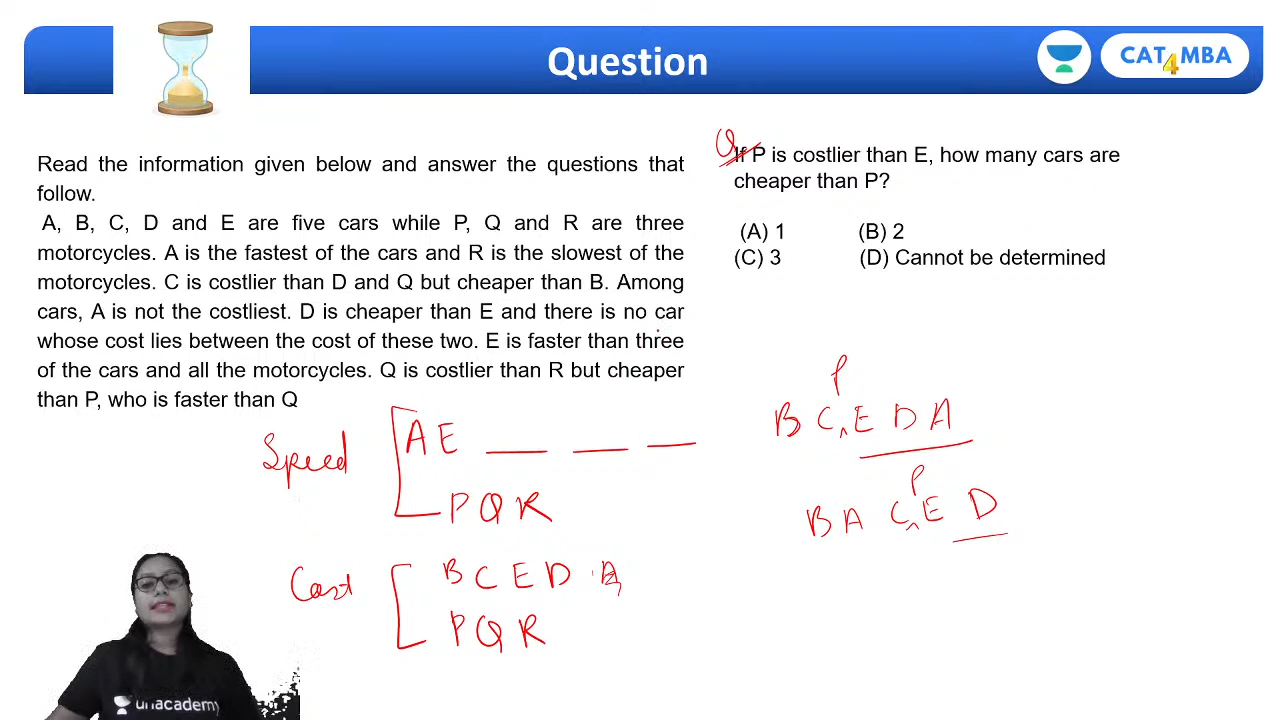 Question
CAT4MBA
Read the information given below and answer the questions that
follow.
A, B, C, D and E are five cars while P, Q and R are three
motorcycles. A is the fastest of the cars and R is the slowest of the
motorcycles. C is costlier than D and Q but cheaper than B. Among
cars, A is not the costliest. D is cheaper than E and there is no car
whose cost lies between the cost of these two. E is faster than three
of the cars and all the motorcycles. Q is costlier than R but cheaper
than P, who is faster than Q
Q
If P is costlier than E, how many cars are
cheaper than P?
(A) 1 (B) 2
(C) 3 (D) Cannot be determined
Speed
A E __ __ __
P Q R
Cost
B C E D A
P Q R
P
B C E D A
P
B A C E D
unacademy